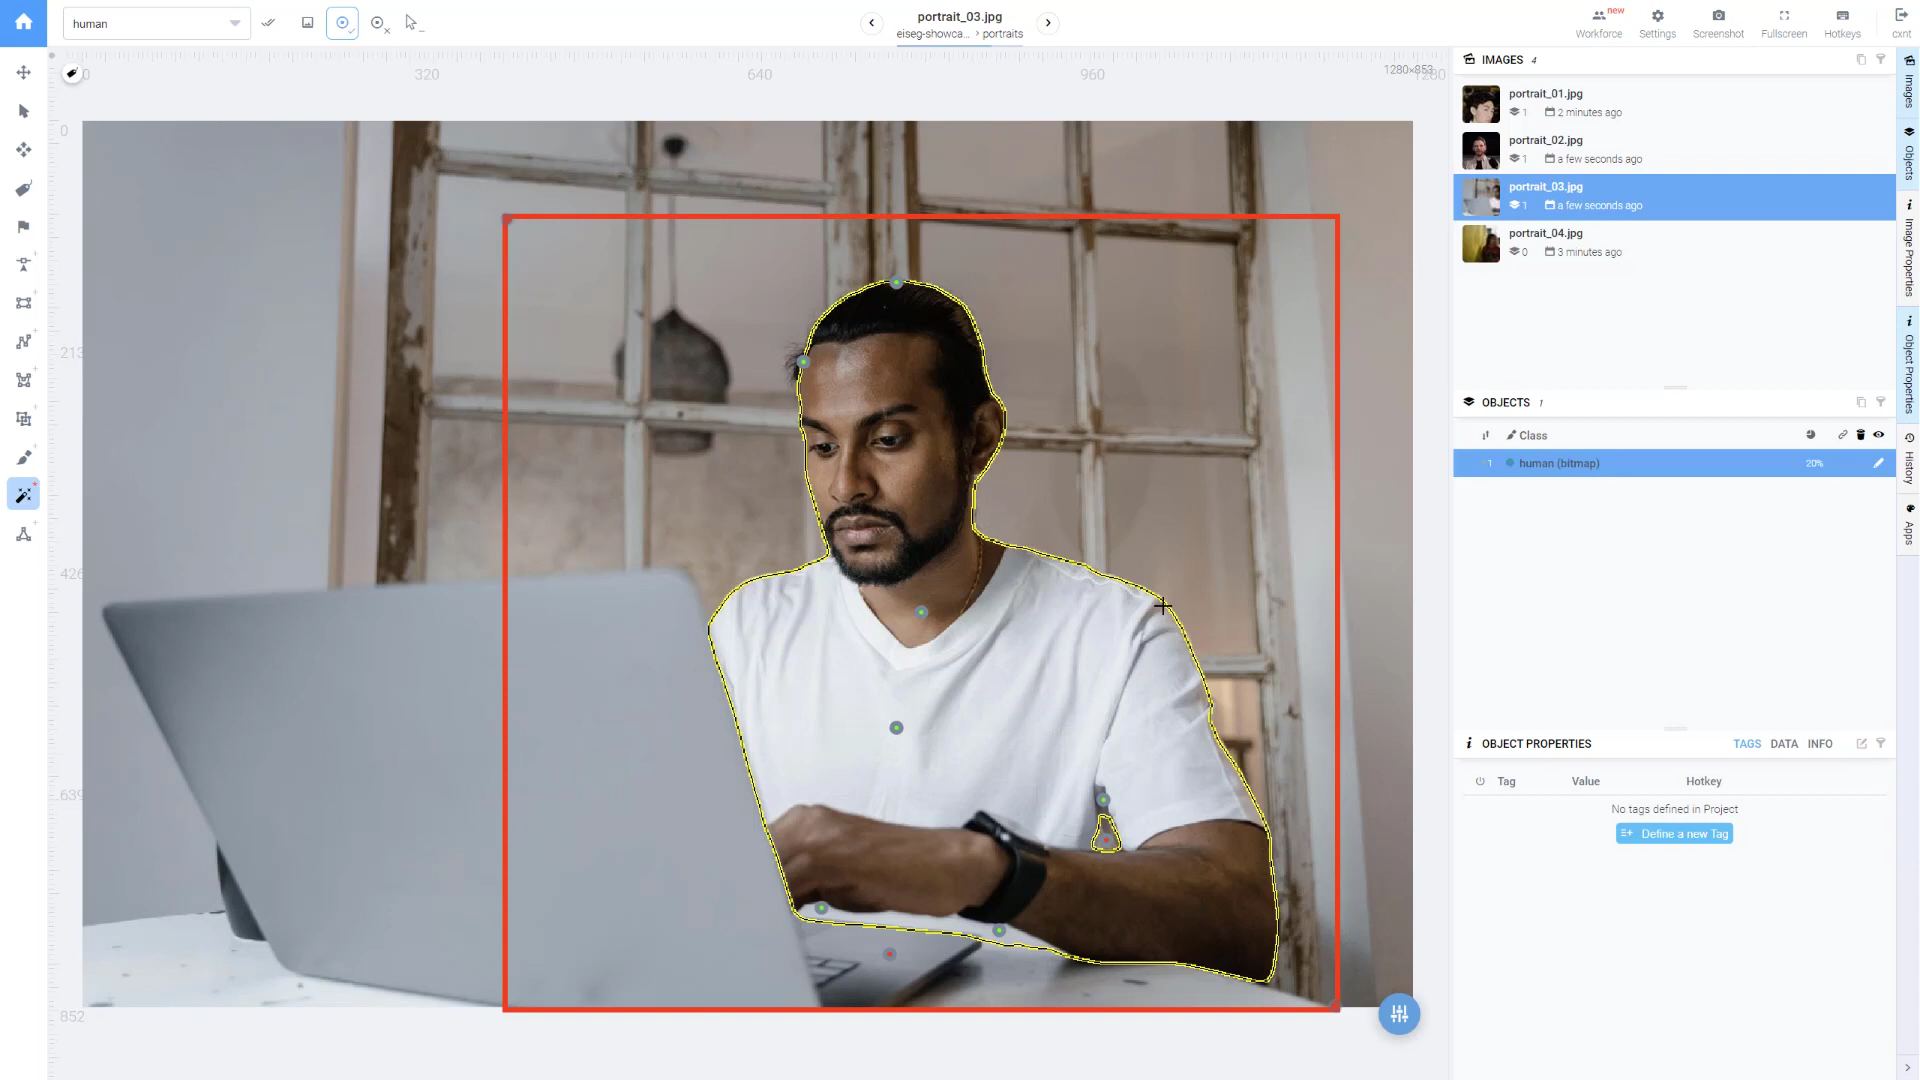 human
portrait_03.jpg
eiseg-showca... > portraits
new
Workforce
Settings
Screenshot
Fullscreen
Hotkeys
cxnt
0
320
640
960
1280×853
1280
0
213
426
639
852
IMAGES 4
portrait_01.jpg
1 2 minutes ago
portrait_02.jpg
1 a few seconds ago
portrait_03.jpg
1 a few seconds ago
portrait_04.jpg
0 3 minutes ago
OBJECTS 1
Class
1 human (bitmap) 20%
OBJECT PROPERTIES TAGS DATA INFO
Tag Value Hotkey
No tags defined in Project
Define a new Tag
Images
Objects
Image Properties
Object Properties
History
Apps